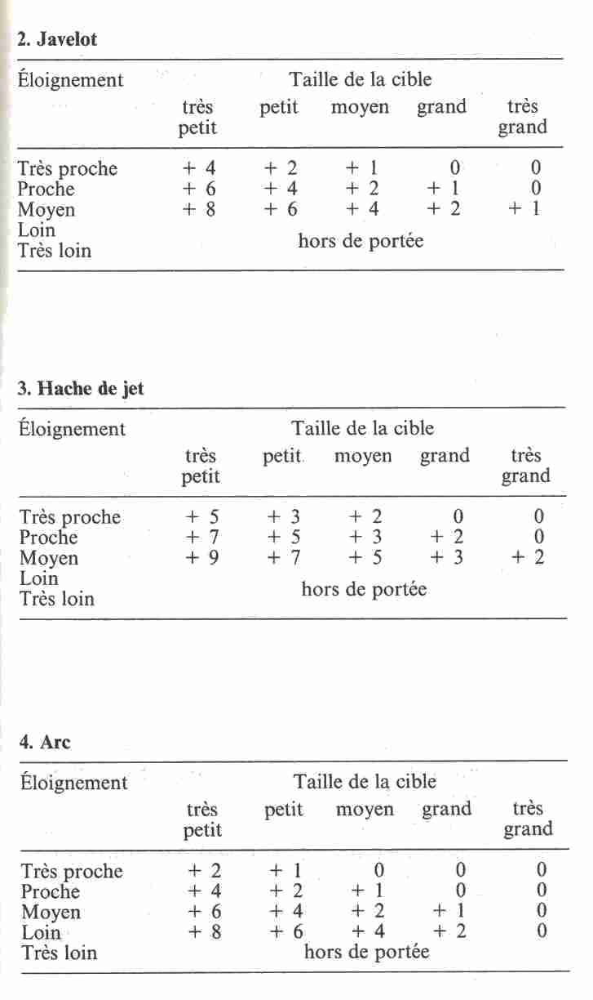 2. Javelot
Éloignement Taille de la cible
très petit moyen grand très
petit grand
Très proche + 4 + 2 + 1 0 0
Proche + 6 + 4 + 2 + 1 0
Moyen + 8 + 6 + 4 + 2 + 1
Loin
hors de portée
Très loin
3. Hache de jet
Éloignement Taille de la cible
très petit moyen grand très
petit grand
Très proche + 5 + 3 + 2 0 0
Proche + 7 + 5 + 3 + 2 0
Moyen + 9 + 7 + 5 + 3 + 2
Loin
hors de portée
Très loin
4. Arc
Éloignement Taille de la cible
très petit moyen grand très
petit grand
Très proche + 2 + 1 0 0 0
Proche + 4 + 2 + 1 0 0
Moyen + 6 + 4 + 2 + 1 0
Loin + 8 + 6 + 4 + 2 0
Très loin hors de portée